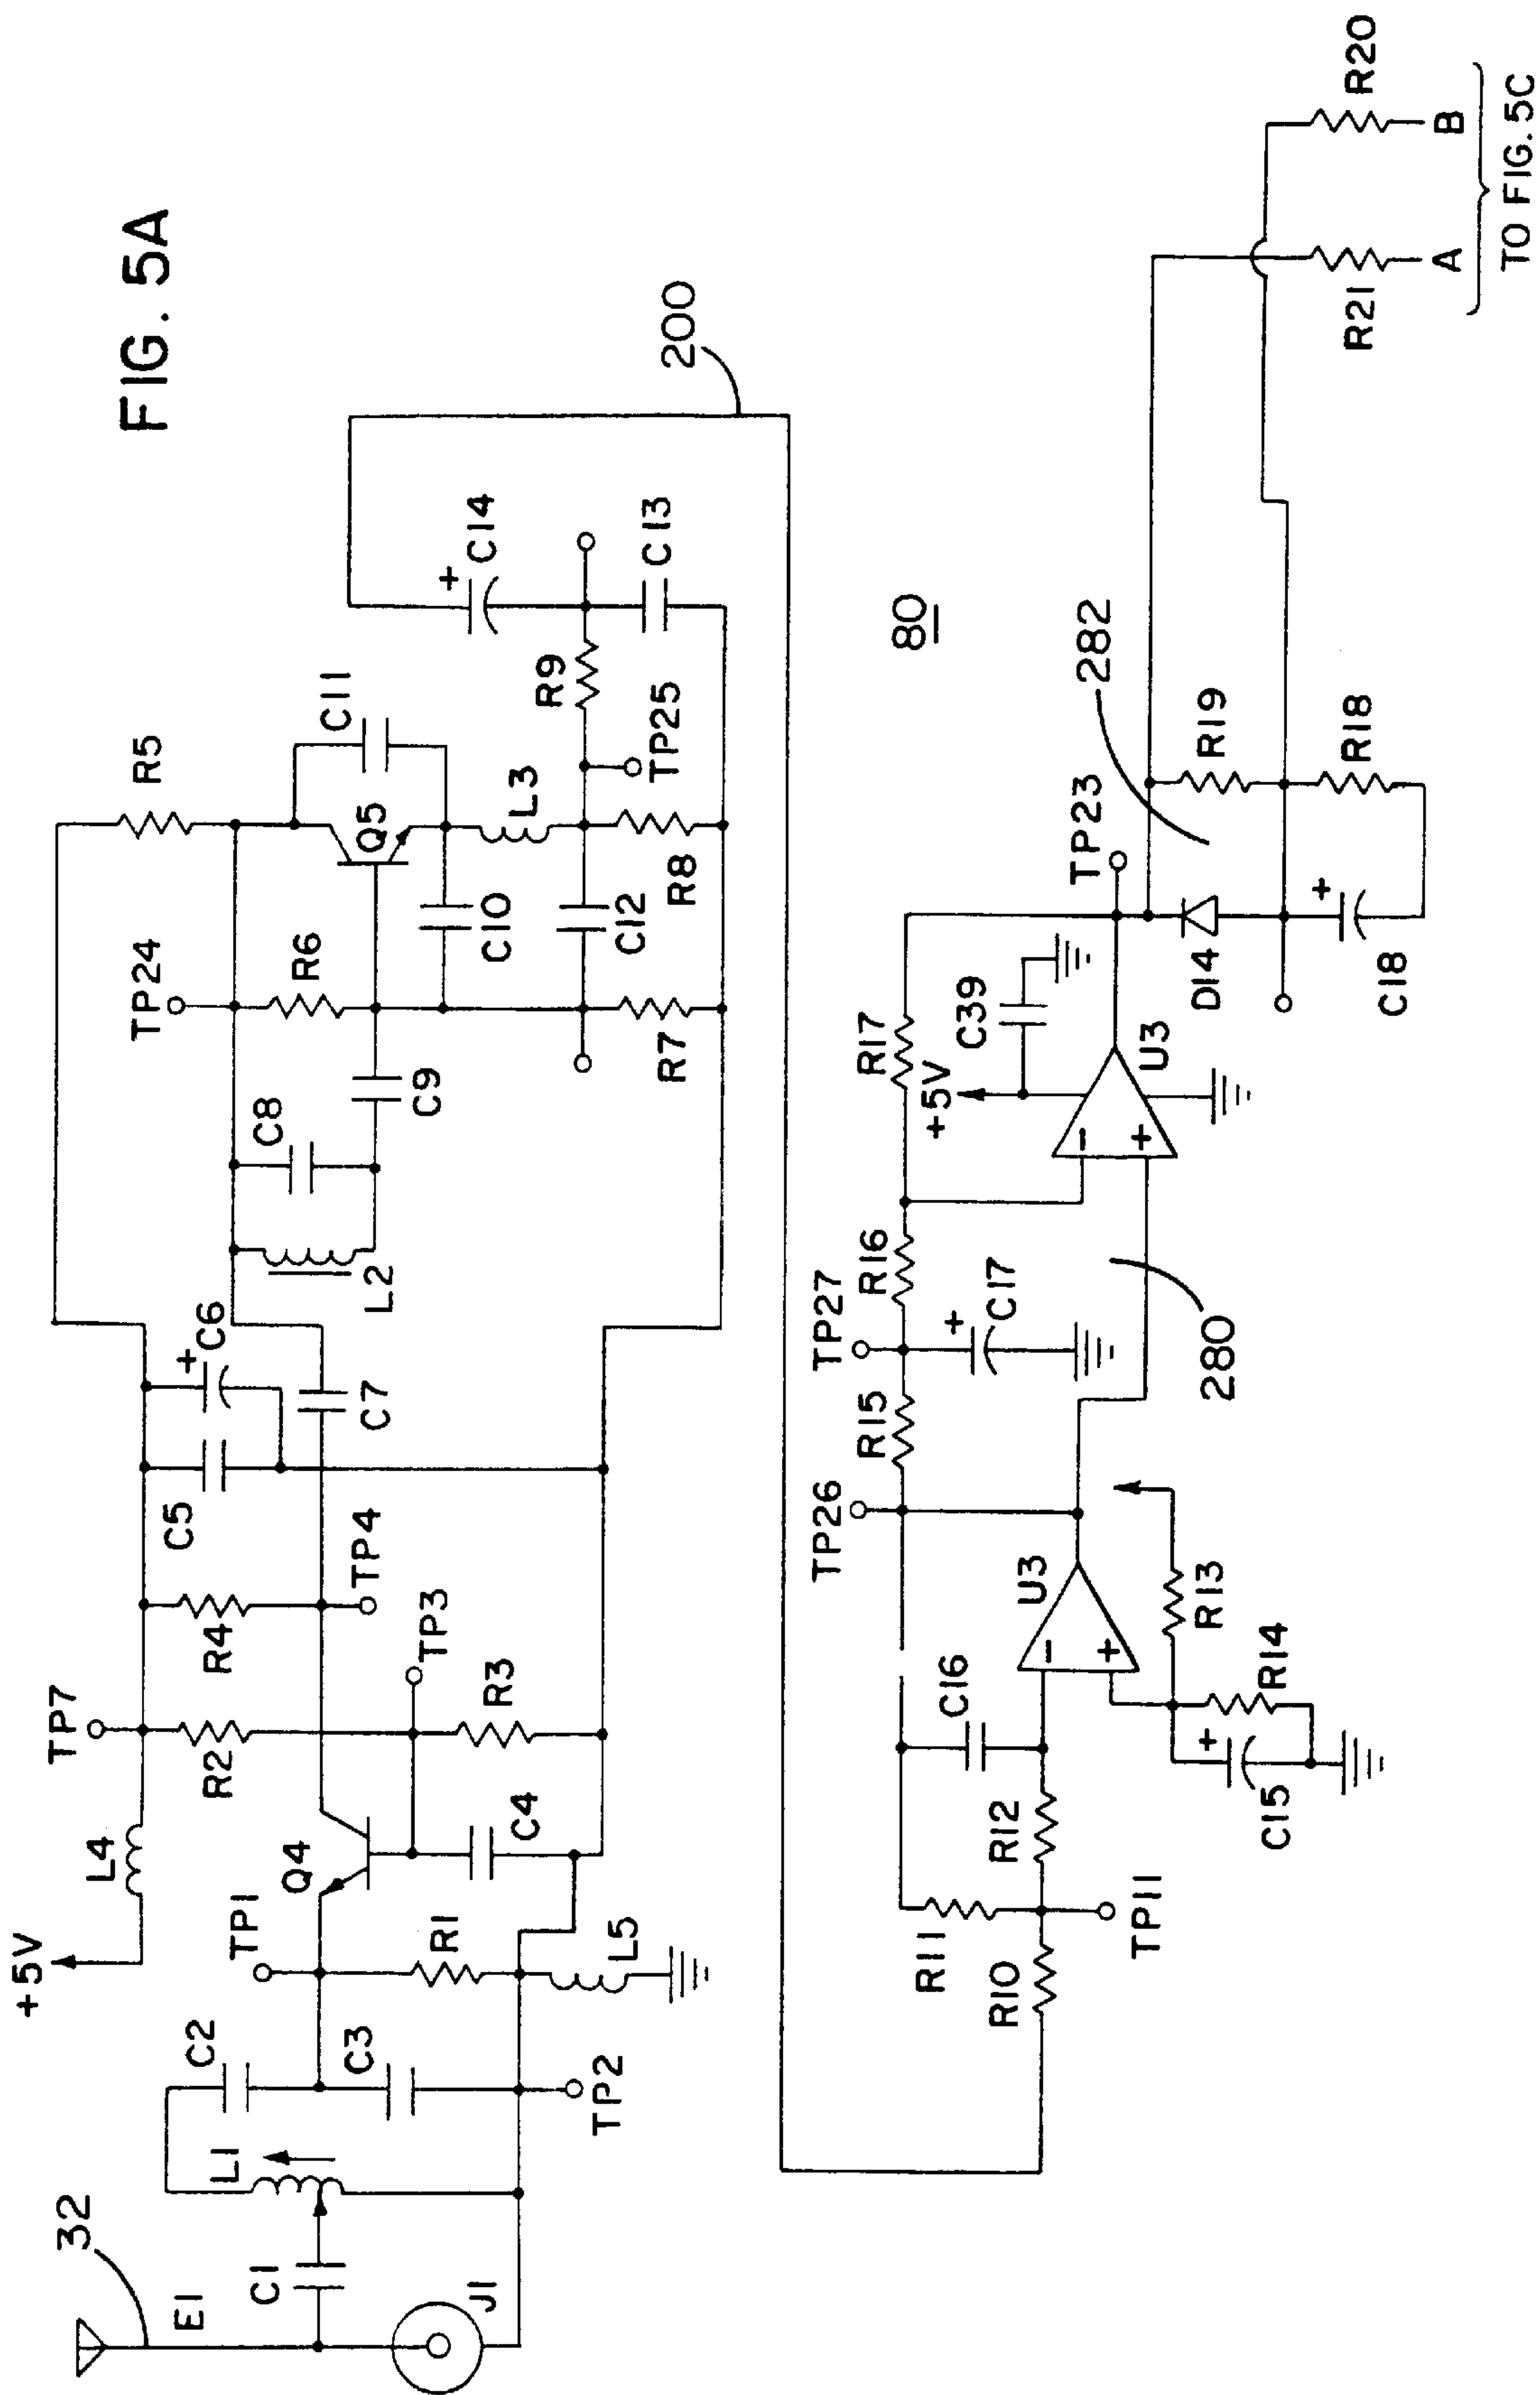 FIG. 5A
32
E1
J1
C1
L1
C2
C3
TP2
TP1
R1
L5
+5V
L4
Q4
C4
TP7
R2
R3
TP3
R4
TP4
C5
+
C6
C7
L2
C8
C9
TP24
R6
R7
C10
C12
R5
Q5
C11
L3
R8
TP25
R9
+
C14
C13
200
80
R10
R11
TP11
R12
C16
C15
+
R14
R13
U3
-
+
TP26
R15
TP27
+
C17
R16
280
R17
+5V
C39
U3
-
+
TP23
D14
282
+
C18
R19
R18
R21
A
R20
B
TO FIG. 5C